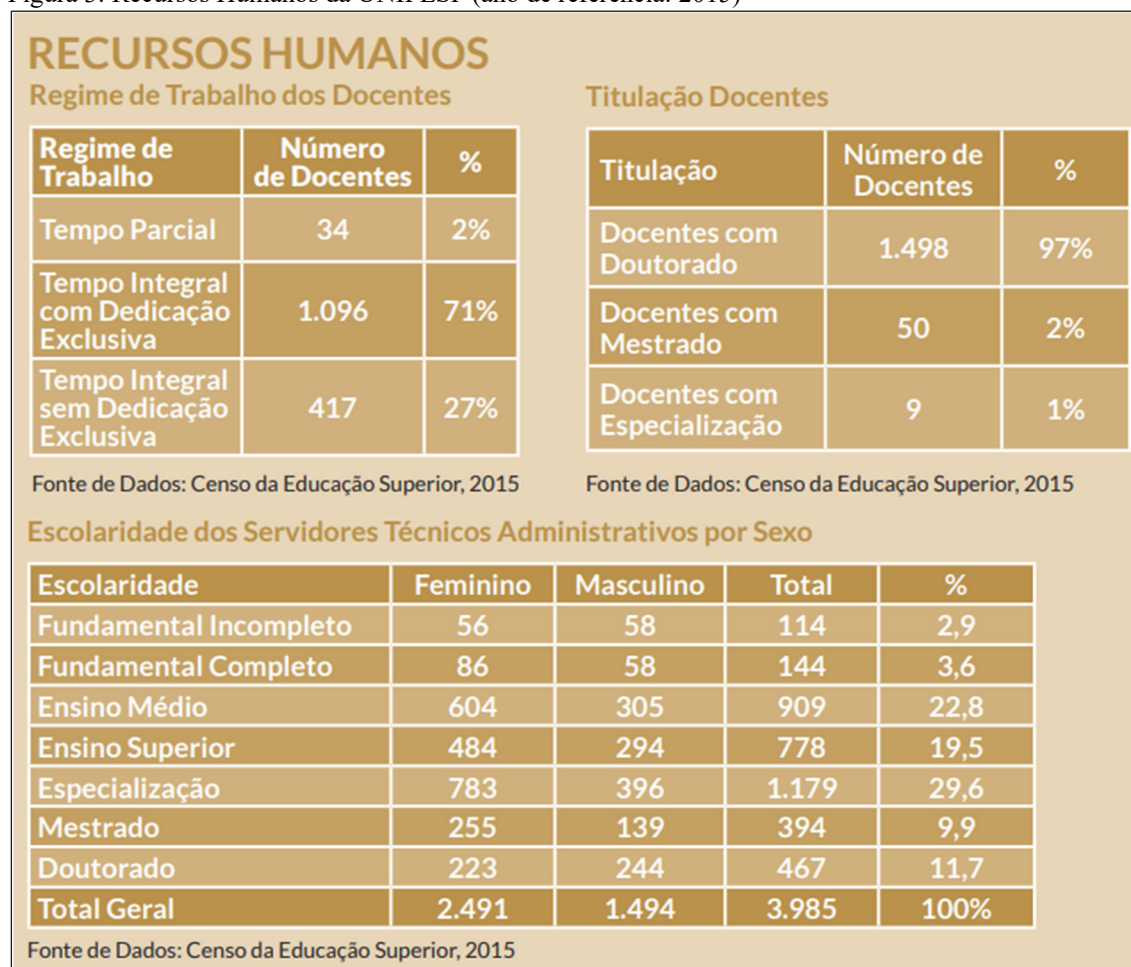 Figura 3: Recursos Humanos da UNIFESP (ano de referência: 2015)
RECURSOS HUMANOS
Regime de Trabalho dos Docentes
Regime de Trabalho Número de Docentes %
Tempo Parcial 34 2%
Tempo Integral com Dedicação Exclusiva 1.096 71%
Tempo Integral sem Dedicação Exclusiva 417 27%
Fonte de Dados: Censo da Educação Superior, 2015
Titulação Docentes
Titulação Número de Docentes %
Docentes com Doutorado 1.498 97%
Docentes com Mestrado 50 2%
Docentes com Especialização 9 1%
Fonte de Dados: Censo da Educação Superior, 2015
Escolaridade dos Servidores Técnicos Administrativos por Sexo
Escolaridade Feminino Masculino Total %
Fundamental Incompleto 56 58 114 2,9
Fundamental Completo 86 58 144 3,6
Ensino Médio 604 305 909 22,8
Ensino Superior 484 294 778 19,5
Especialização 783 396 1.179 29,6
Mestrado 255 139 394 9,9
Doutorado 223 244 467 11,7
Total Geral 2.491 1.494 3.985 100%
Fonte de Dados: Censo da Educação Superior, 2015